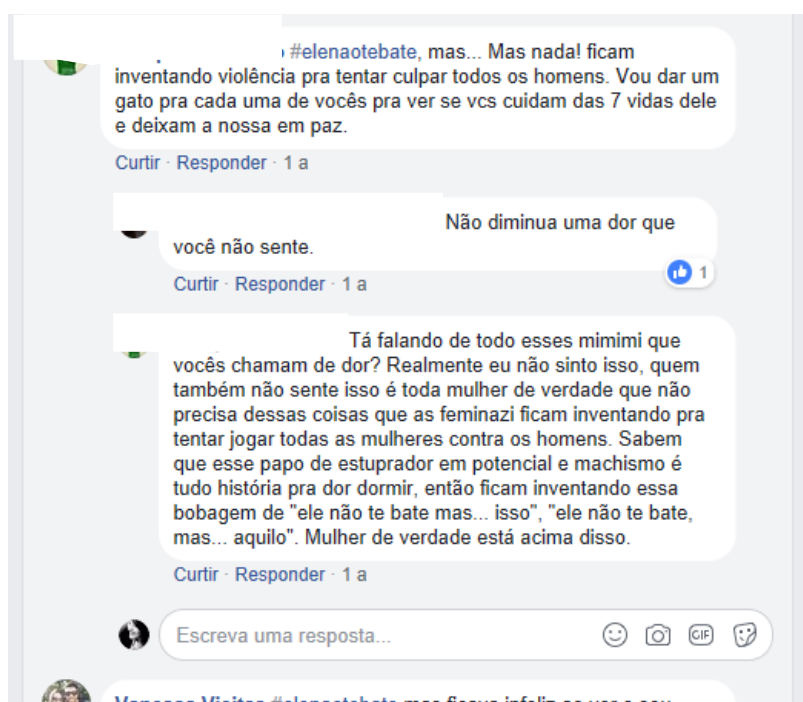 #elenaotebate, mas... Mas nada! ficam
inventando violência pra tentar culpar todos os homens. Vou dar um
gato pra cada uma de vocês pra ver se vcs cuidam das 7 vidas dele
e deixam a nossa em paz.
Curtir · Responder · 1 a
Não diminua uma dor que
você não sente.
1
Curtir · Responder · 1 a
Tá falando de todo esses mimimi que
vocês chamam de dor? Realmente eu não sinto isso, quem
também não sente isso é toda mulher de verdade que não
precisa dessas coisas que as feminazi ficam inventando pra
tentar jogar todas as mulheres contra os homens. Sabem
que esse papo de estuprador em potencial e machismo é
tudo história pra dor dormir, então ficam inventando essa
bobagem de "ele não te bate mas... isso", "ele não te bate,
mas... aquilo". Mulher de verdade está acima disso.
Curtir · Responder · 1 a
Escreva uma resposta...
GIF